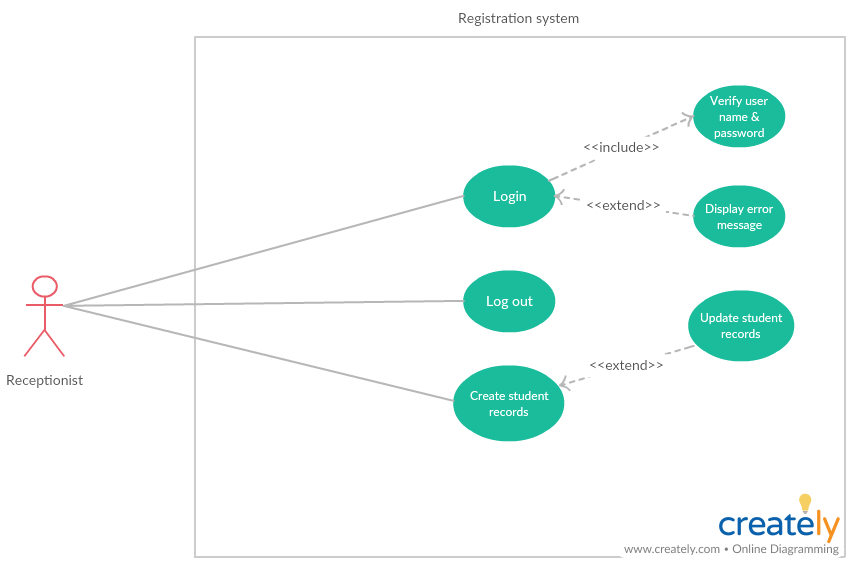 Registration system
Verify user
name &
password
<<include>>
Login
<<extend>>
Display error
message
Log out
Update student
records
<<extend>>
Receptionist
Create student
records
creately
www.creately.com • Online Diagramming